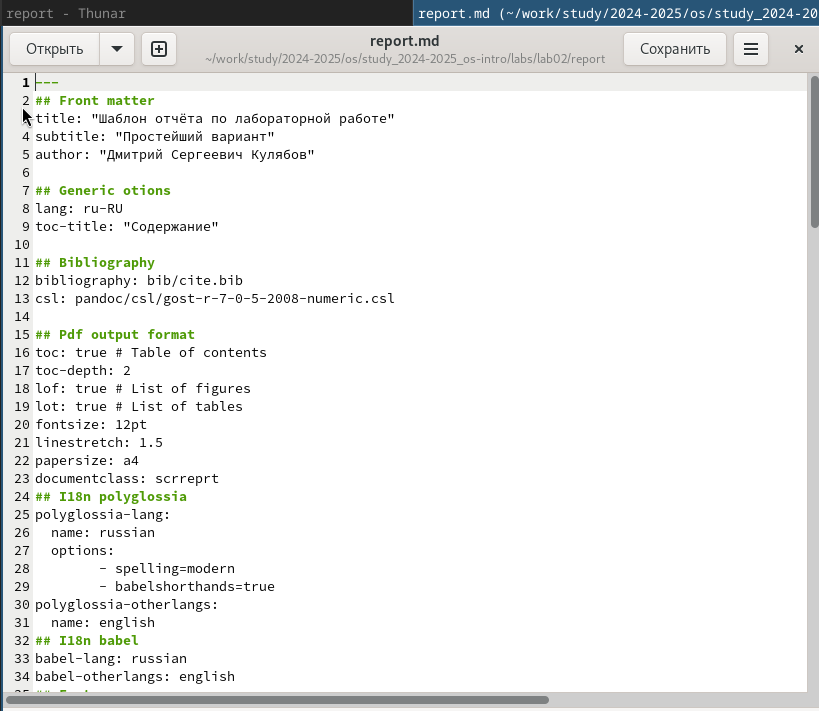 report - Thunar
report.md (~/work/study/2024-2025/os/study_2024-20
Открыть
report.md
~/work/study/2024-2025/os/study_2024-2025_os-intro/labs/lab02/report
Сохранить
1 ---
2 ## Front matter
title: "Шаблон отчёта по лабораторной работе"
4 subtitle: "Простейший вариант"
5 author: "Дмитрий Сергеевич Кулябов"
6
7 ## Generic otions
8 lang: ru-RU
9 toc-title: "Содержание"
10
11 ## Bibliography
12 bibliography: bib/cite.bib
13 csl: pandoc/csl/gost-r-7-0-5-2008-numeric.csl
14
15 ## Pdf output format
16 toc: true # Table of contents
17 toc-depth: 2
18 lof: true # List of figures
19 lot: true # List of tables
20 fontsize: 12pt
21 linestretch: 1.5
22 papersize: a4
23 documentclass: scrreprt
24 ## I18n polyglossia
25 polyglossia-lang:
26   name: russian
27   options:
28         - spelling=modern
29         - babelshorthands=true
30 polyglossia-otherlangs:
31   name: english
32 ## I18n babel
33 babel-lang: russian
34 babel-otherlangs: english